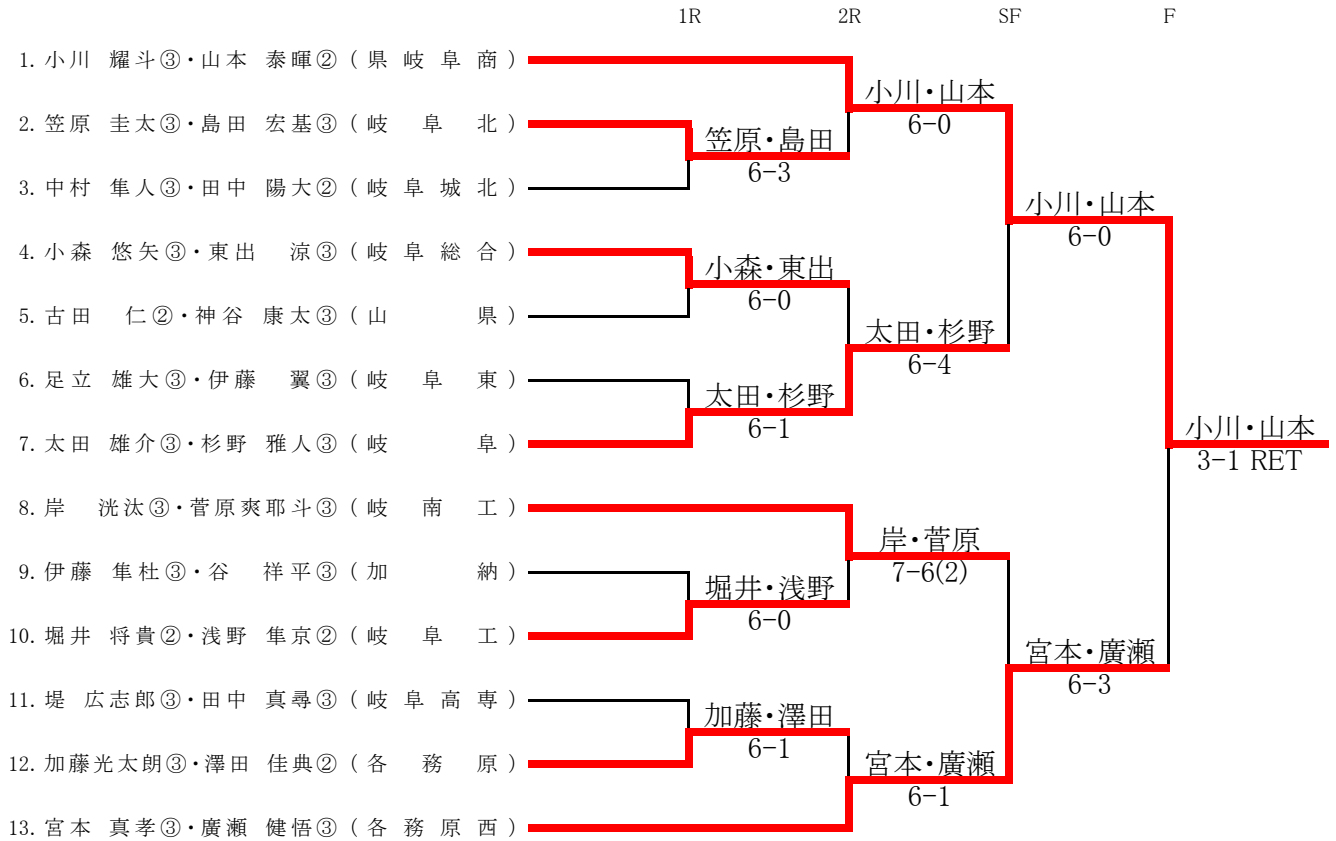 1R 2R SF F
1. 小川 耀斗③・山本 泰暉② ( 県岐阜商 )
小川・山本
6-0
2. 笠原 圭太③・島田 宏基③ ( 岐阜北 )
笠原・島田
6-3
3. 中村 隼人③・田中 陽大② ( 岐阜城北 )
小川・山本
6-0
4. 小森 悠矢③・東出 涼③ ( 岐阜総合 )
小森・東出
6-0
5. 古田 仁②・神谷 康太③ ( 山県 )
太田・杉野
6-4
6. 足立 雄大③・伊藤 翼③ ( 岐阜東 )
太田・杉野
6-1
7. 太田 雄介③・杉野 雅人③ ( 岐阜 )
小川・山本
3-1 RET
8. 岸 洸汰③・菅原爽耶斗③ ( 岐南工 )
岸・菅原
7-6(2)
9. 伊藤 隼杜③・谷 祥平③ ( 加納 )
堀井・浅野
6-0
10. 堀井 将貴②・浅野 隼京② ( 岐阜工 )
宮本・廣瀬
6-3
11. 堤 広志郎③・田中 真尋③ ( 岐阜高専 )
加藤・澤田
6-1
12. 加藤光太朗③・澤田 佳典② ( 各務原 )
宮本・廣瀬
6-1
13. 宮本 真孝③・廣瀬 健悟③ ( 各務原西 )